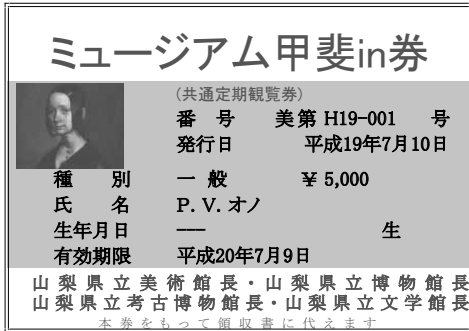 ミュージアム甲斐in券
(共通定期観覧券)
番 号 美第 H19-001 号
発行日 平成19年7月10日
種 別 一 般 ¥ 5,000
氏 名 P. V. オノ
生年月日 --- 生
有効期限 平成20年7月9日
山梨県立美術館長・山梨県立博物館長
山梨県立考古博物館長・山梨県立文学館長
本券をもって領収書に代えます